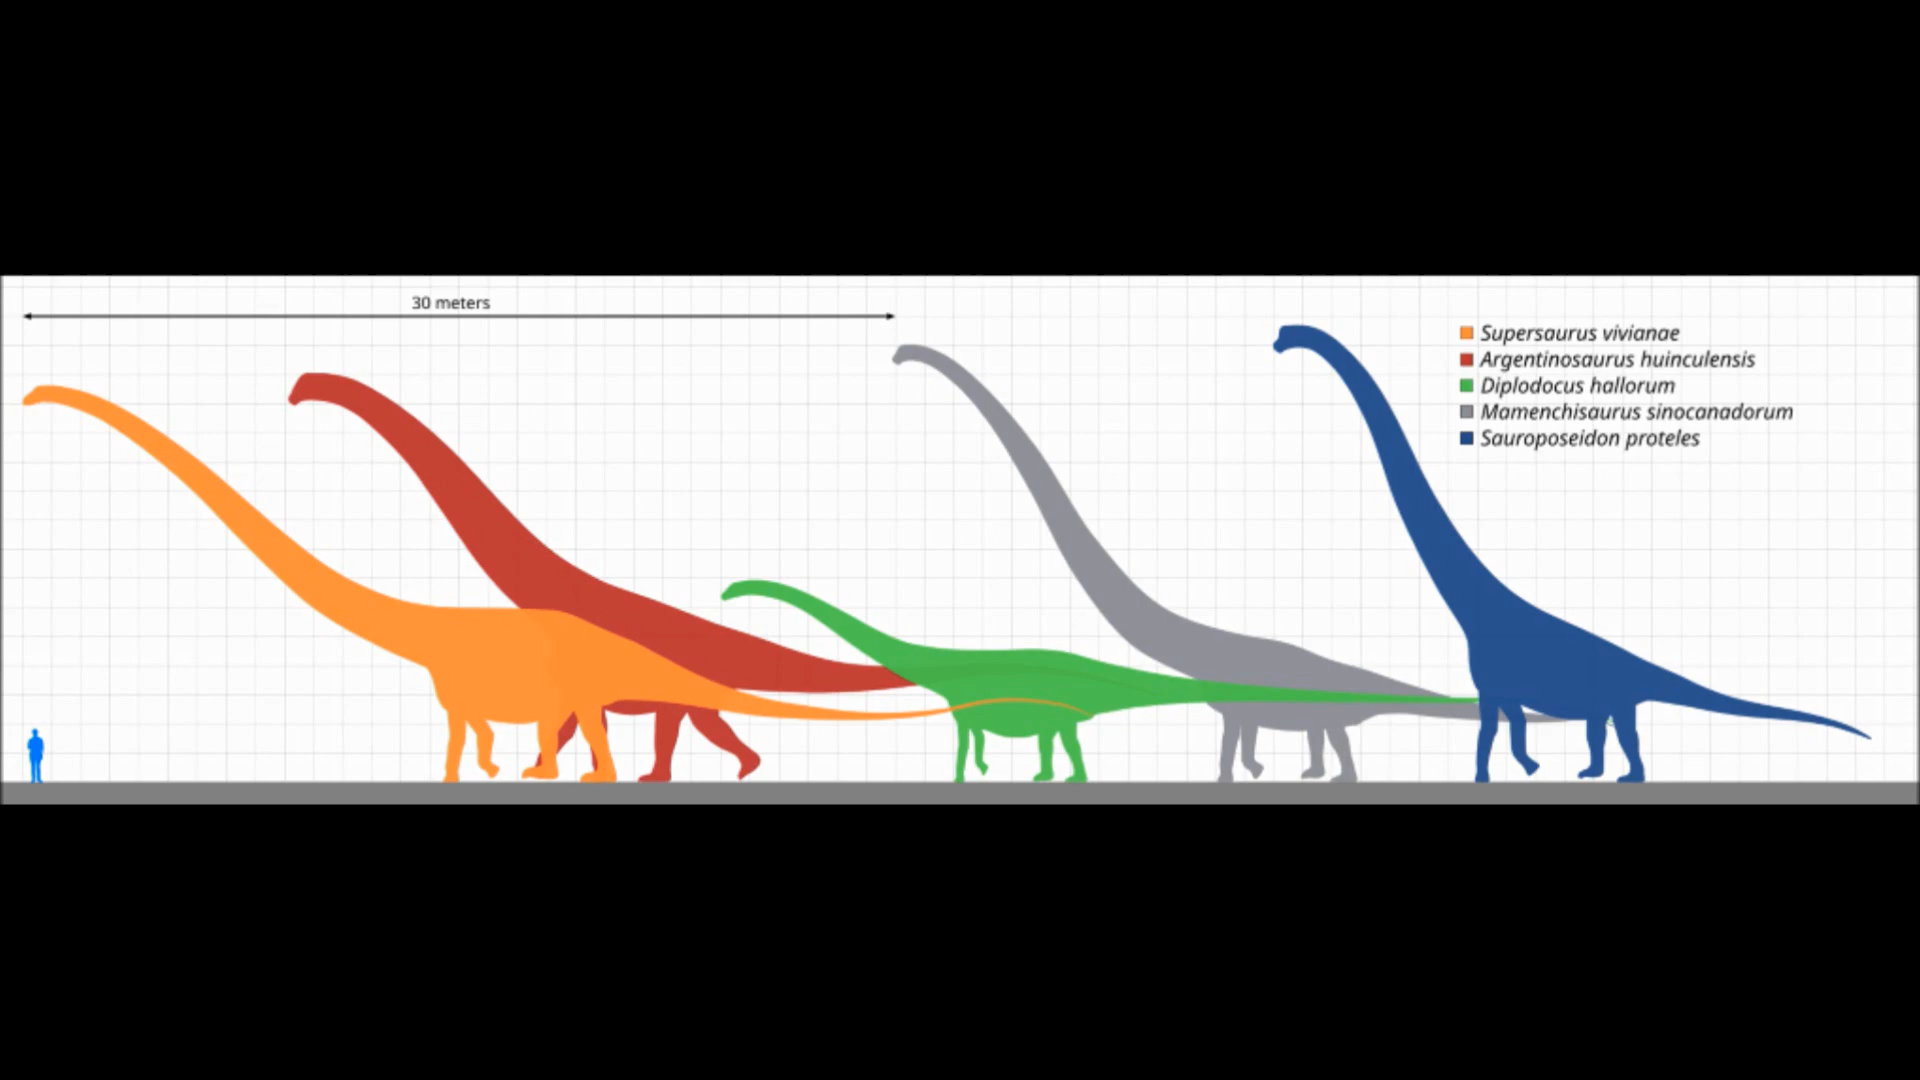 30 meters
Supersaurus vivianae
Argentinosaurus huinculensis
Diplodocus hallorum
Mamenchisaurus sinocanadorum
Sauroposeidon proteles